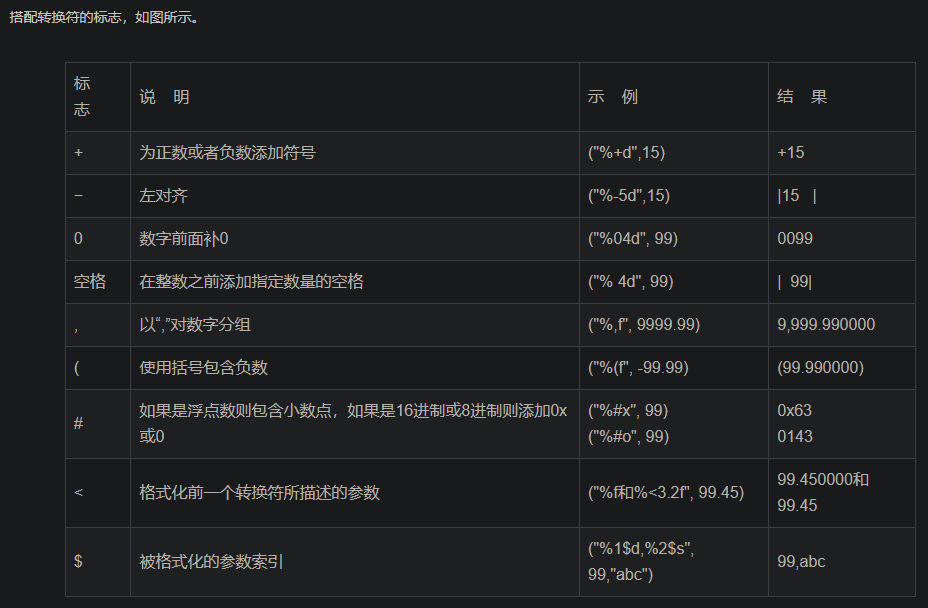 搭配转换符的标志，如图所示。
标
志
说 明
示 例
结 果
+
为正数或者负数添加符号
("%+d",15)
+15
−
左对齐
("%-5d",15)
|15 |
0
数字前面补0
("%04d", 99)
0099
空格
在整数之前添加指定数量的空格
("% 4d", 99)
| 99|
,
以“,”对数字分组
("%,f", 9999.99)
9,999.990000
(
使用括号包含负数
("%(f", -99.99)
(99.990000)
#
如果是浮点数则包含小数点，如果是16进制或8进制则添加0x
或0
("%#x", 99)
("%#o", 99)
0x63
0143
<
格式化前一个转换符所描述的参数
("%f和%<3.2f", 99.45)
99.450000和
99.45
$
被格式化的参数索引
("%1$d,%2$s",
99,"abc")
99,abc